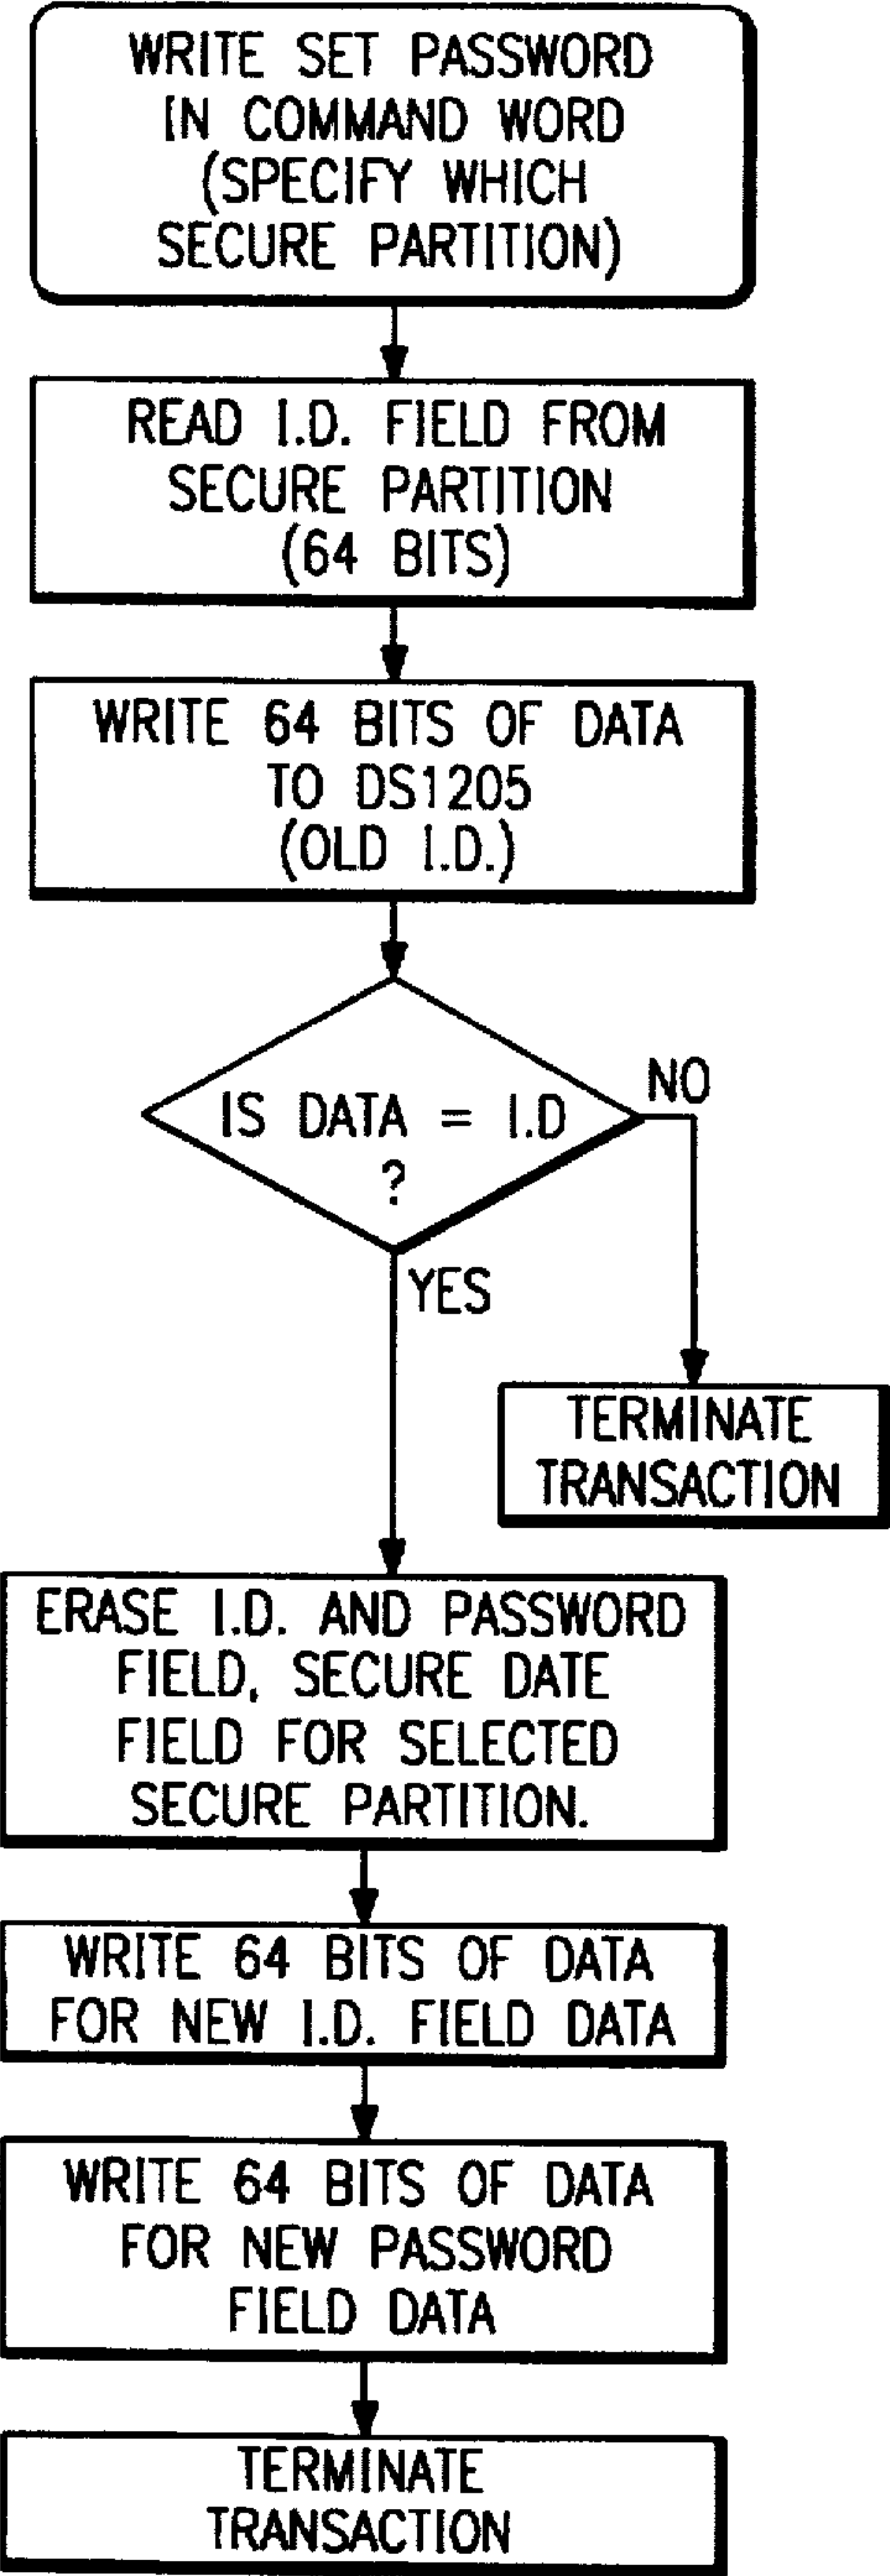 WRITE SET PASSWORD
IN COMMAND WORD
(SPECIFY WHICH
SECURE PARTITION)
READ I.D. FIELD FROM
SECURE PARTITION
(64 BITS)
WRITE 64 BITS OF DATA
TO DS1205
(OLD I.D.)
IS DATA = I.D
?
NO
YES
TERMINATE
TRANSACTION
ERASE I.D. AND PASSWORD
FIELD, SECURE DATE
FIELD FOR SELECTED
SECURE PARTITION.
WRITE 64 BITS OF DATA
FOR NEW I.D. FIELD DATA
WRITE 64 BITS OF DATA
FOR NEW PASSWORD
FIELD DATA
TERMINATE
TRANSACTION